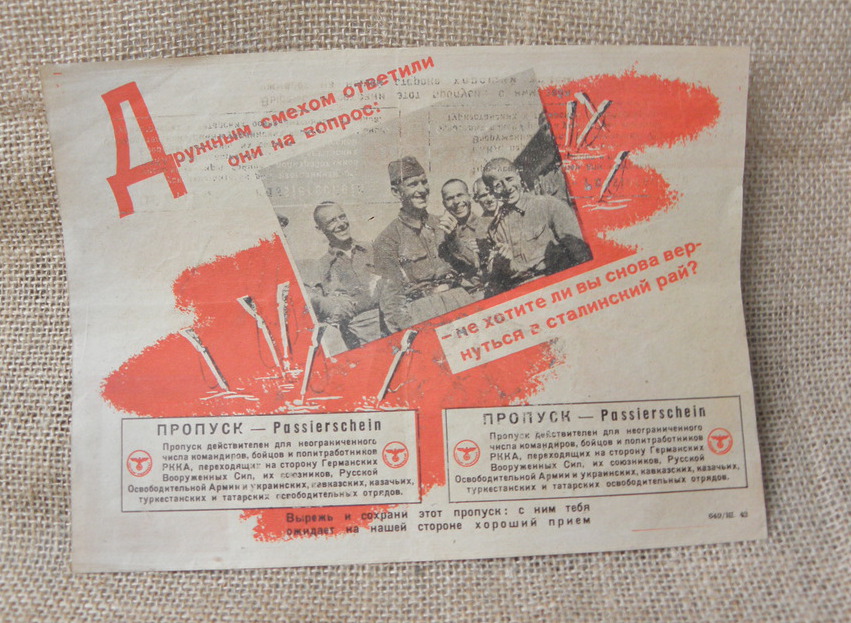 Дружным смехом ответили
они на вопрос:
– не хотите ли вы снова вер-
нуться в сталинский рай?
ПРОПУСК — Passierschein
Пропуск действителен для неограниченного
числа командиров, бойцов и политработников
РККА, переходящих на сторону Германских
Вооруженных Сил, их союзников, Русской
Освободительной Армии и украинских, кавказских, казачьих,
туркестанских и татарских освободительных отрядов.
ПРОПУСК — Passierschein
Пропуск действителен для неограниченного
числа командиров, бойцов и политработников
РККА, переходящих на сторону Германских
Вооруженных Сил, их союзников, Русской
Освободительной Армии и украинских, кавказских, казачьих,
туркестанских и татарских освободительных отрядов.
Вырежь и сохрани этот пропуск: с ним тебя
ожидает на нашей стороне хороший прием